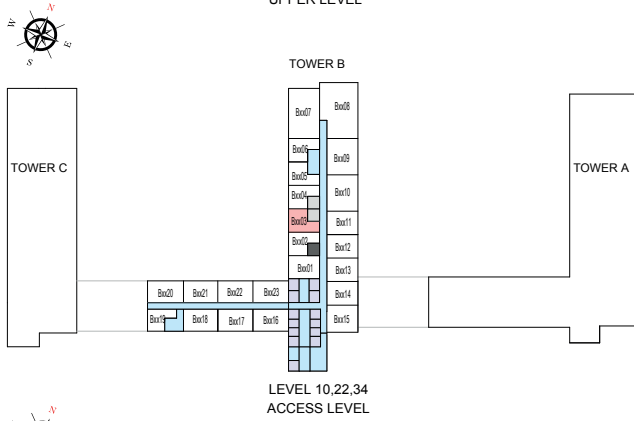 UPPER LEVEL
N
W
E
S
TOWER B
Bxx07
Bxx08
Bxx06
Bxx09
Bxx05
Bxx04
Bxx10
Bxx03
Bxx11
Bxx02
Bxx12
Bxx01
Bxx13
Bxx20
Bxx21
Bxx22
Bxx23
Bxx14
Bxx19
Bxx18
Bxx17
Bxx16
Bxx15
TOWER C
TOWER A
LEVEL 10,22,34
ACCESS LEVEL
N